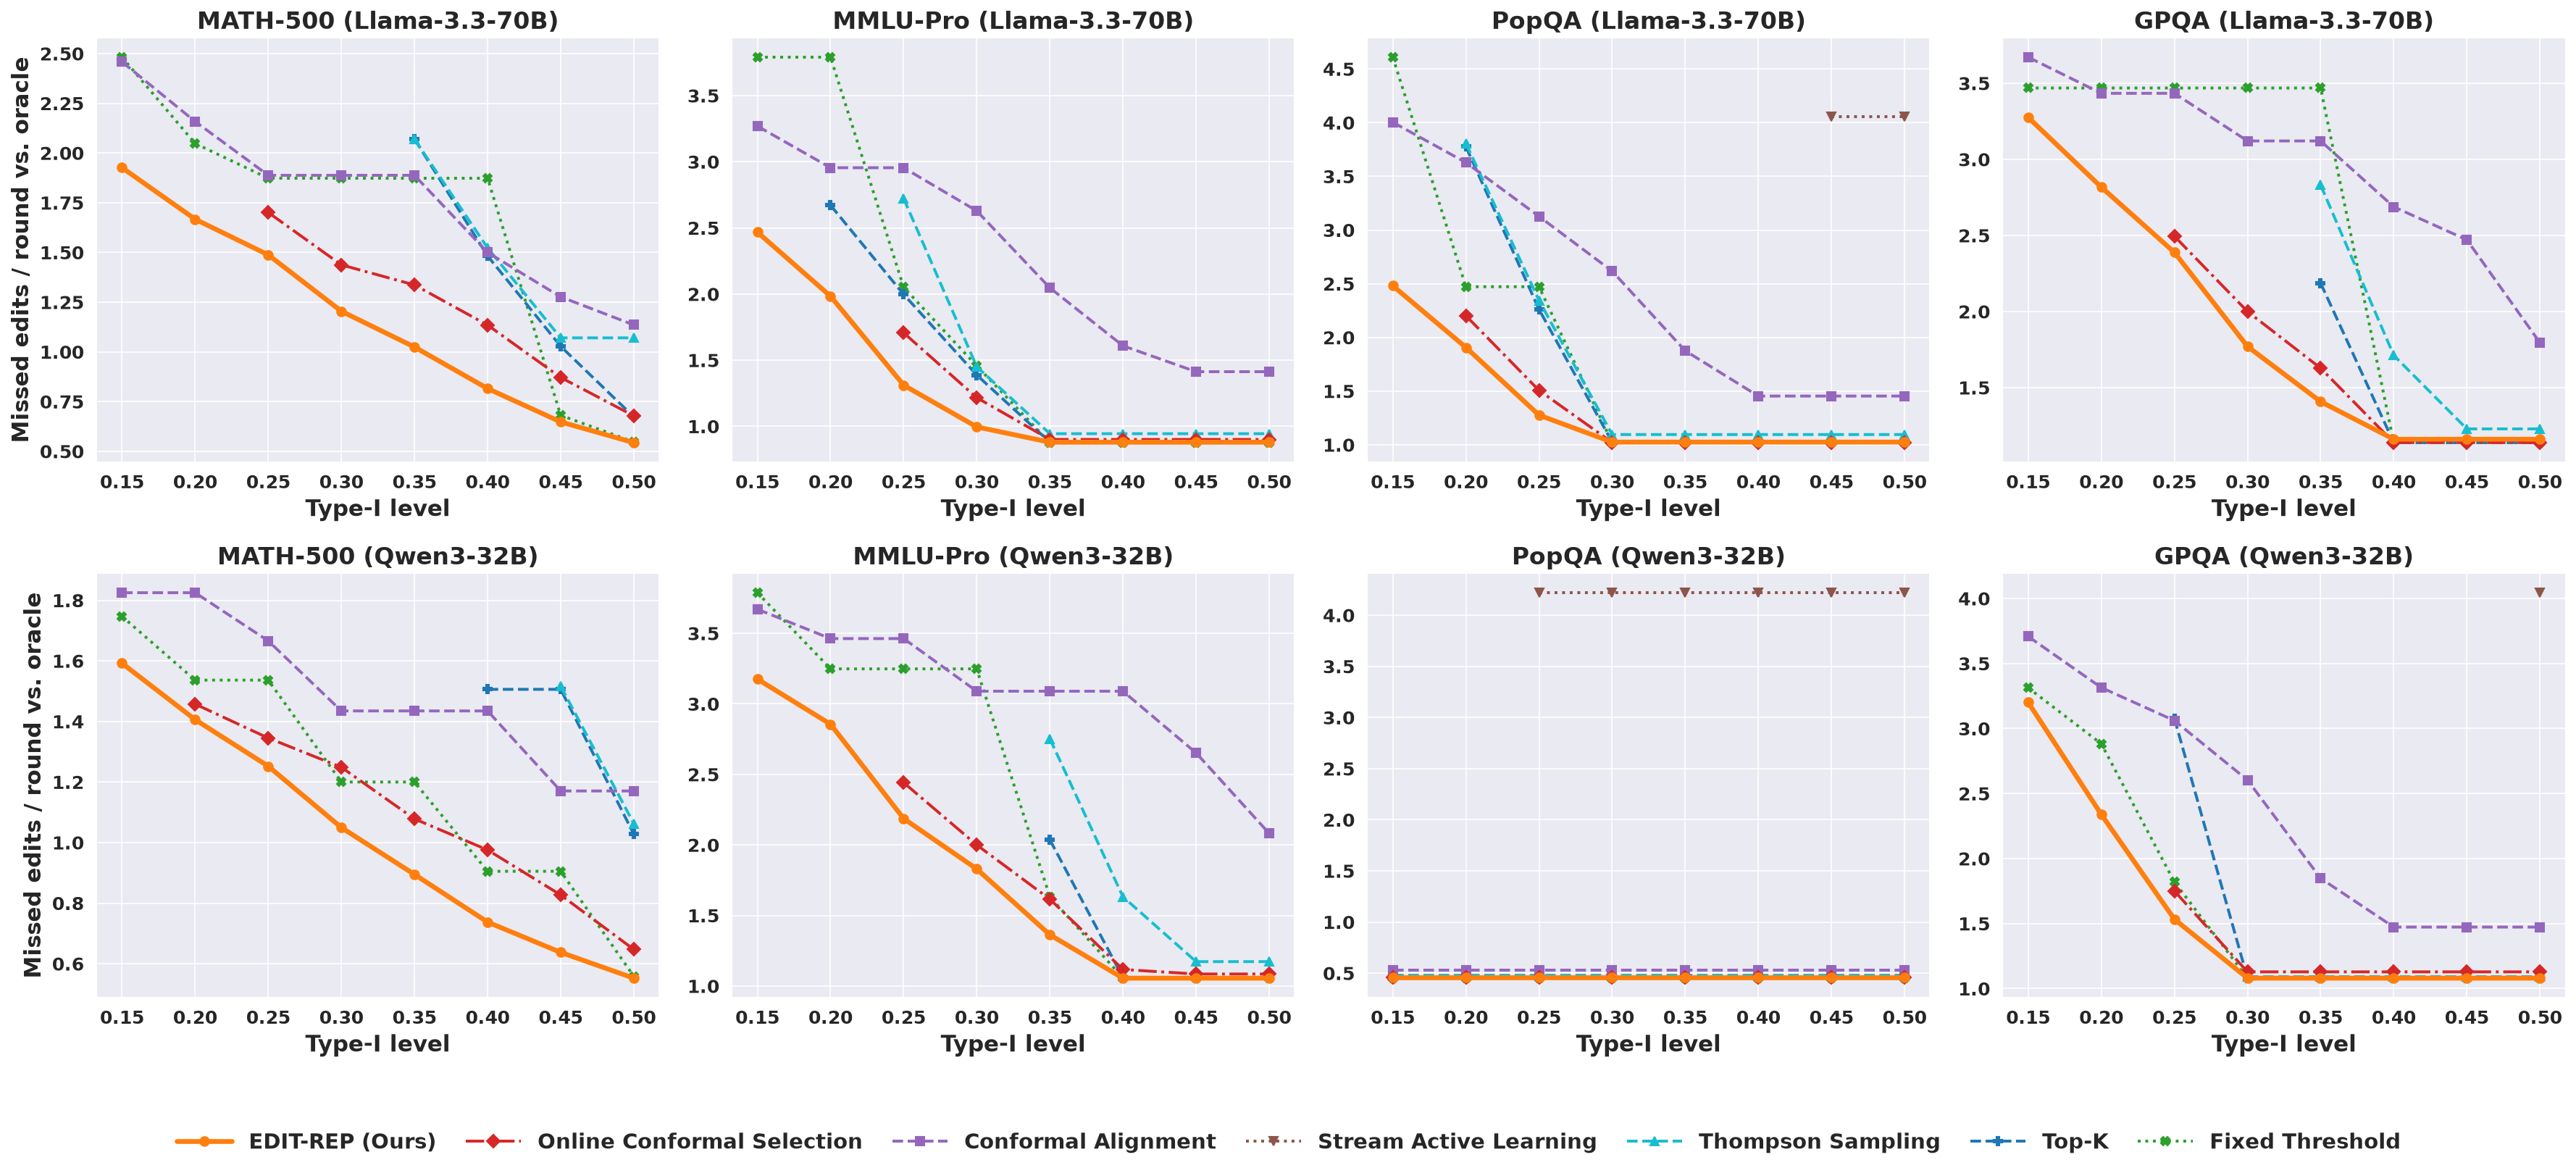 MATH-500 (Llama-3.3-70B)
MMLU-Pro (Llama-3.3-70B)
PopQA (Llama-3.3-70B)
GPQA (Llama-3.3-70B)
Missed edits / round vs. oracle
2.50
2.25
2.00
1.75
1.50
1.25
1.00
0.75
0.50
3.5
3.0
2.5
2.0
1.5
1.0
4.5
4.0
3.5
3.0
2.5
2.0
1.5
1.0
3.5
3.0
2.5
2.0
1.5
0.15 0.20 0.25 0.30 0.35 0.40 0.45 0.50
0.15 0.20 0.25 0.30 0.35 0.40 0.45 0.50
0.15 0.20 0.25 0.30 0.35 0.40 0.45 0.50
0.15 0.20 0.25 0.30 0.35 0.40 0.45 0.50
Type-I level
Type-I level
Type-I level
Type-I level
MATH-500 (Qwen3-32B)
MMLU-Pro (Qwen3-32B)
PopQA (Qwen3-32B)
GPQA (Qwen3-32B)
Missed edits / round vs. oracle
1.8
1.6
1.4
1.2
1.0
0.8
0.6
3.5
3.0
2.5
2.0
1.5
1.0
4.0
3.5
3.0
2.5
2.0
1.5
1.0
0.5
4.0
3.5
3.0
2.5
2.0
1.5
1.0
0.15 0.20 0.25 0.30 0.35 0.40 0.45 0.50
0.15 0.20 0.25 0.30 0.35 0.40 0.45 0.50
0.15 0.20 0.25 0.30 0.35 0.40 0.45 0.50
0.15 0.20 0.25 0.30 0.35 0.40 0.45 0.50
Type-I level
Type-I level
Type-I level
Type-I level
EDIT-REP (Ours) Online Conformal Selection Conformal Alignment Stream Active Learning Thompson Sampling Top-K Fixed Threshold